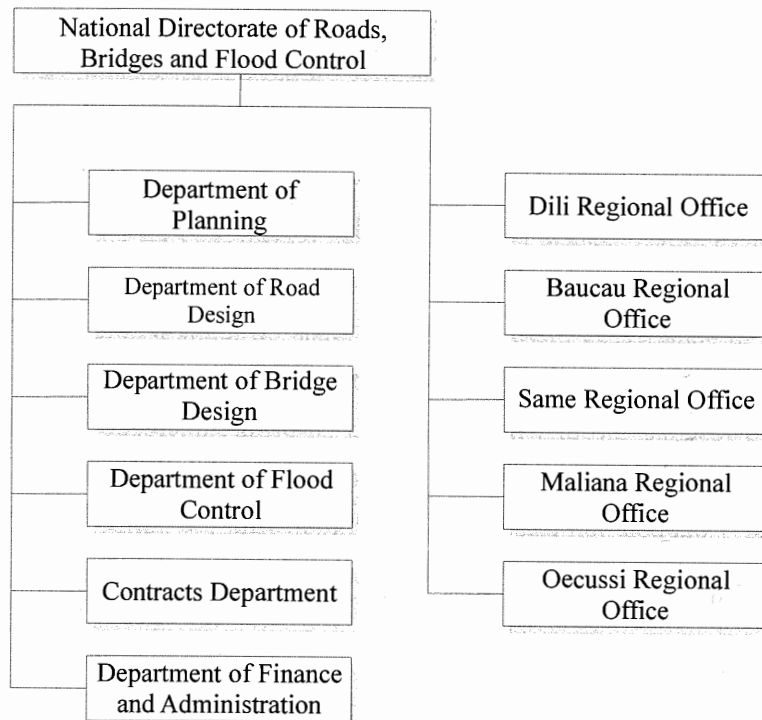 National Directorate of Roads,
Bridges and Flood Control
Department of
Planning
Department of Road
Design
Department of Bridge
Design
Department of Flood
Control
Contracts Department
Department of Finance
and Administration
Dili Regional Office
Baucau Regional
Office
Same Regional Office
Maliana Regional
Office
Oecussi Regional
Office